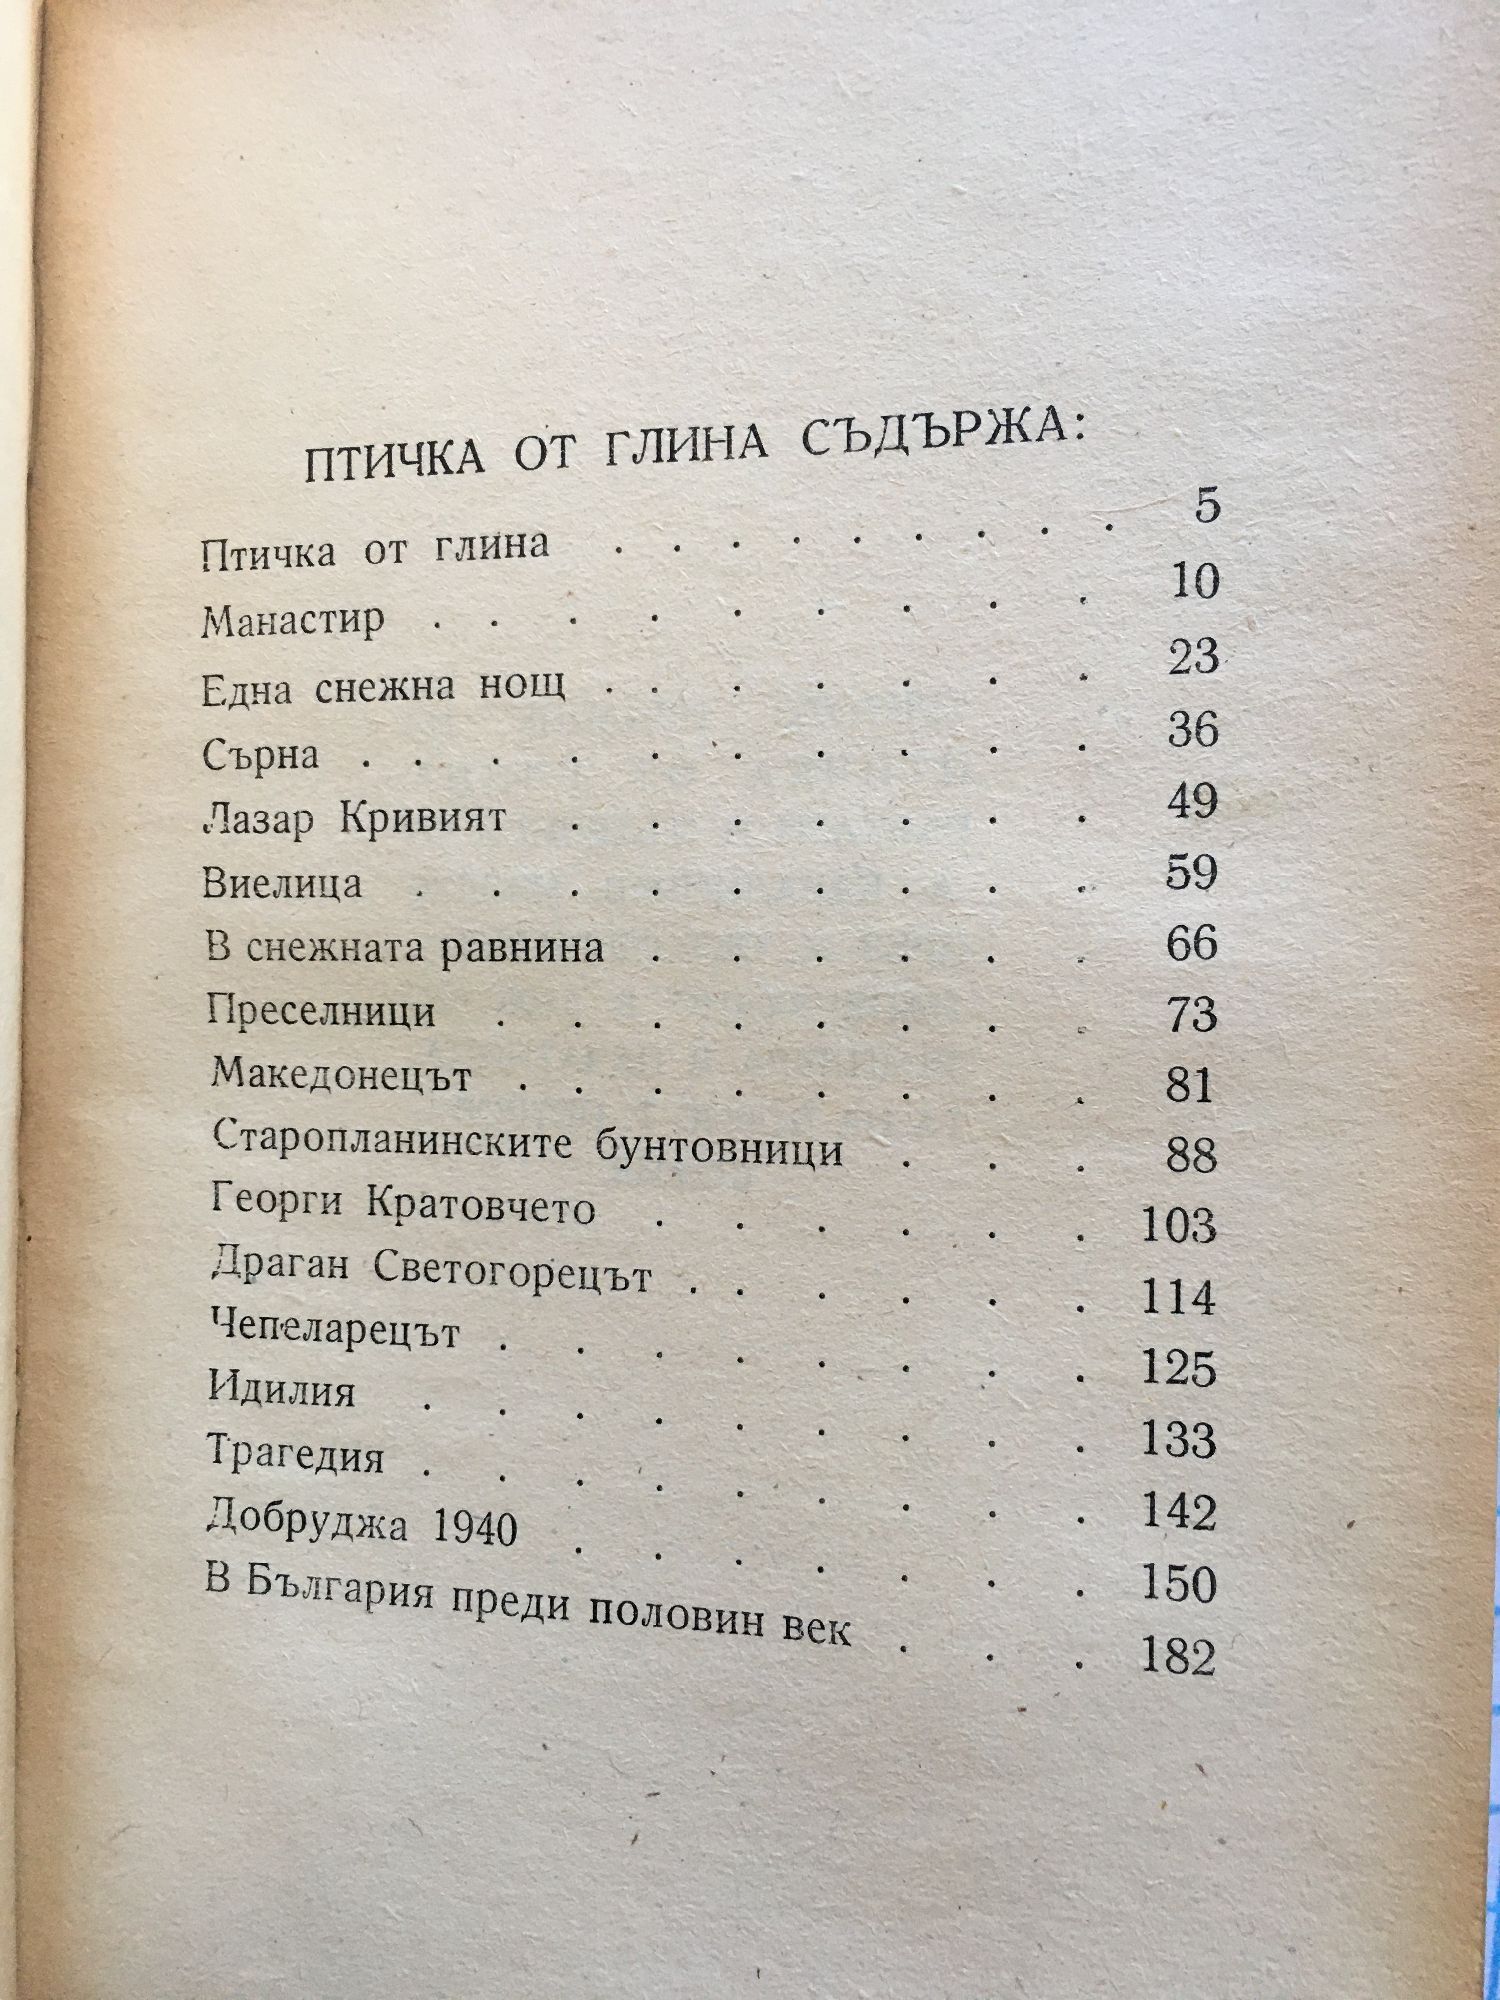 ПТИЧКА ОТ ГЛИНА СЪДЪРЖА:
Птичка от глина . . . . . . . . . 5
Манастир . . . . . . . . . 10
Една снежна нощ . . . . . . . 23
Сърна . . . . . . . . . . 36
Лазар Кривият . . . . . . . 49
Виелица . . . . . . . . . 59
В снежната равнина . . . . . . 66
Преселници . . . . . . . . 73
Македонецът . . . . . . . . 81
Старопланинските бунтовници . . . 88
Георги Кратовчето . . . . . . 103
Драган Светогорецът . . . . . . 114
Чепеларецът . . . . . . . . 125
Идилия . . . . . . . . . 133
Трагедия . . . . . . . . . 142
Добруджа 1940 . . . . . . . 150
В България преди половин век . . . 182